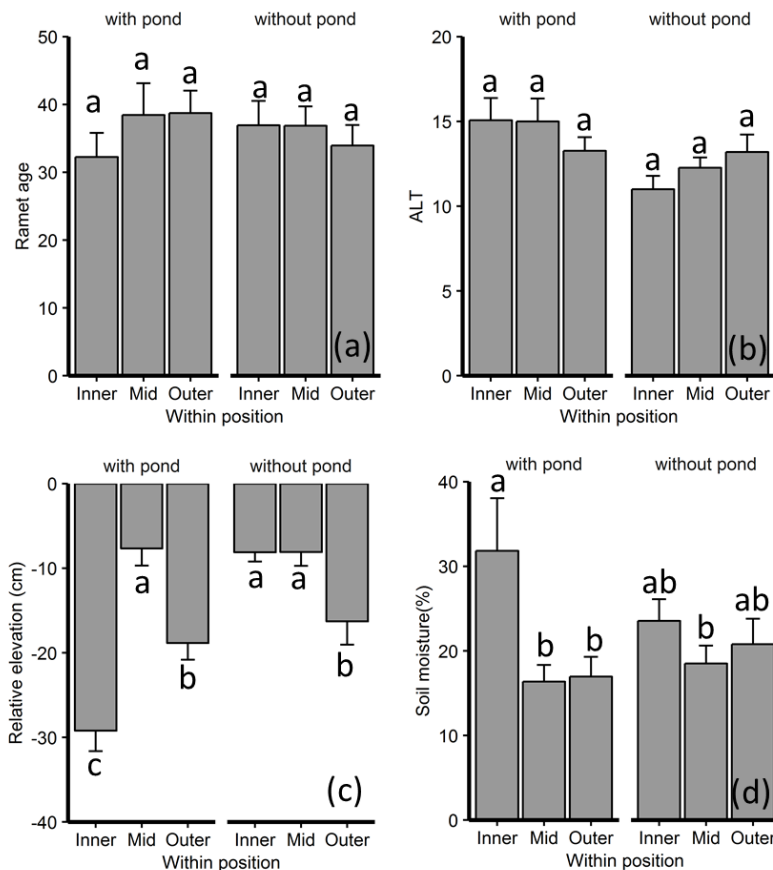 with pond without pond
50
40
30
20
10
0
Ramet age
a a a a a a
(a)
Inner Mid Outer Inner Mid Outer
Within position
with pond without pond
20
15
10
5
0
ALT
a a a a a a
(b)
Inner Mid Outer Inner Mid Outer
Within position
with pond without pond
0
-10
-20
-30
-40
Relative elevation (cm)
c a b a a b
(c)
Inner Mid Outer Inner Mid Outer
Within position
with pond without pond
40
30
20
10
0
Soil moisture(%)
a b b ab b ab
(d)
Inner Mid Outer Inner Mid Outer
Within position